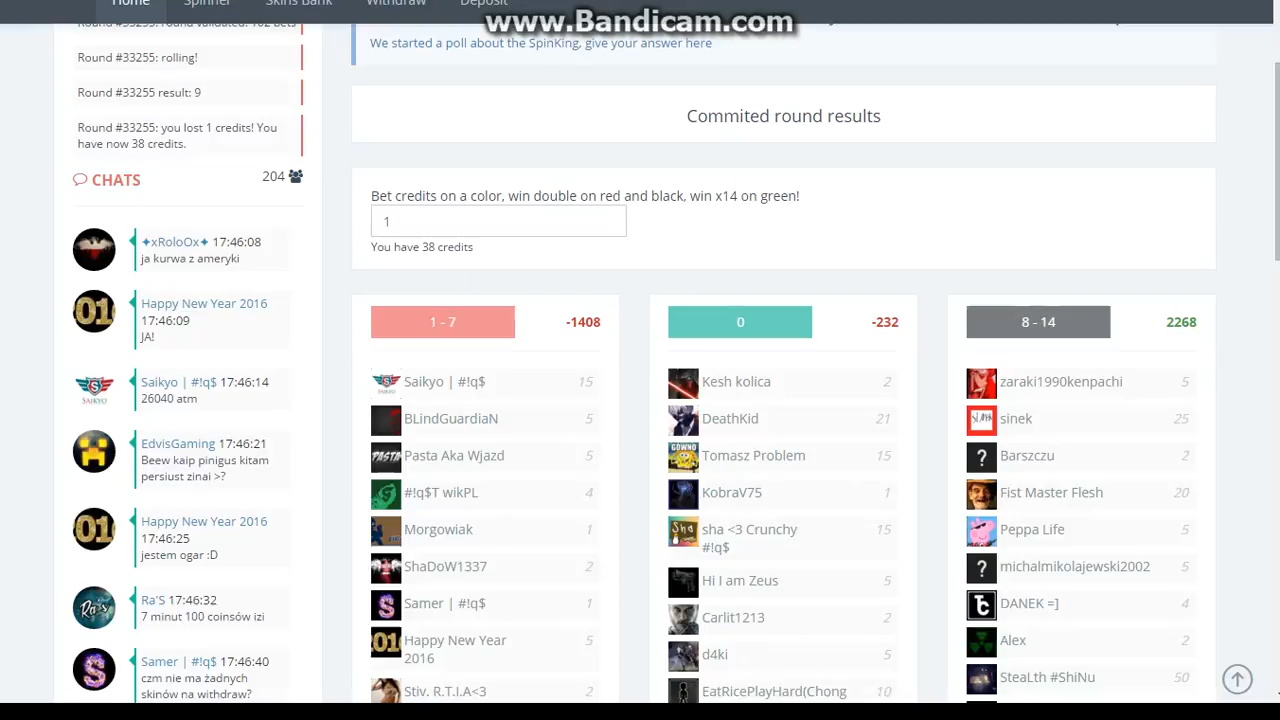 Home Spinner Skins Bank Withdraw Deposit
www.Bandicam.com
Round #33255: round validated: 102 bets
Round #33255: rolling!
Round #33255 result: 9
Round #33255: you lost 1 credits! You
have now 38 credits.
CHATS 204
✦xRoloOx✦ 17:46:08
ja kurwa z ameryki
Happy New Year 2016
17:46:09
JA!
Saikyo | #!q$ 17:46:14
26040 atm
EdvisGaming 17:46:21
Beew kaip pinigus kitam
persiust zinai >?
Happy New Year 2016
17:46:25
jestem ogar :D
Ra'S 17:46:32
7 minut 100 coinsów izi
Samer | #!q$ 17:46:40
czm nie ma żadnych
skinów na withdraw?
We started a poll about the SpinKing, give your answer here
Commited round results
Bet credits on a color, win double on red and black, win x14 on green!
1
You have 38 credits
1 - 7 -1408
Saikyo | #!q$ 15
BLIndGuardiaN 5
Pasta Aka Wjazd 5
#!q$T wikPL 4
Morgowiak 1
ShaDoW1337 2
Samer | #!q$ 1
Happy New Year 5
2016
Stiv. R.T.I.A<3 2
0 -232
Kesh kolica 2
DeathKid 21
Tomasz Problem 15
KobraV75 1
sha <3 Crunchy 15
#!q$
Hi I am Zeus 5
Carlit1213 2
d4ki 5
EatRicePlayHard(Chong 10
8 - 14 2268
zaraki1990kenpachi 5
sinek 25
Barszczu 2
Fist Master Flesh 20
Peppa Life 5
michalmikolajewski2002 5
DANEK =] 4
Alex 2
SteaLth #ShiNu 50